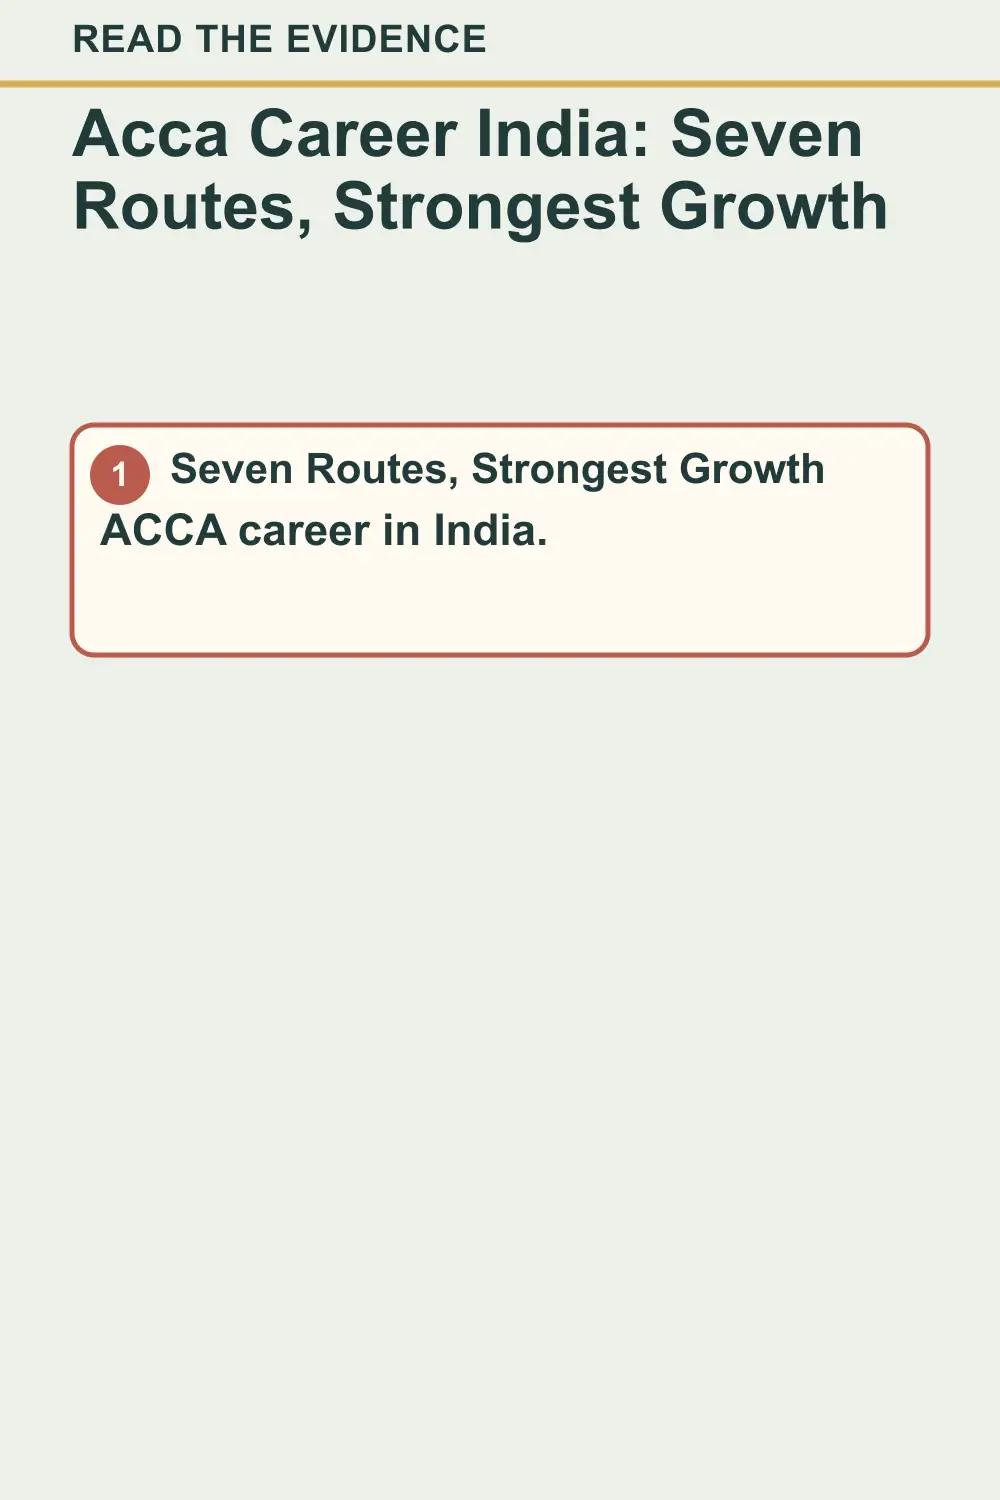 READ THE EVIDENCE
Acca Career India: Seven
Routes, Strongest Growth
1 Seven Routes, Strongest Growth
ACCA career in India.